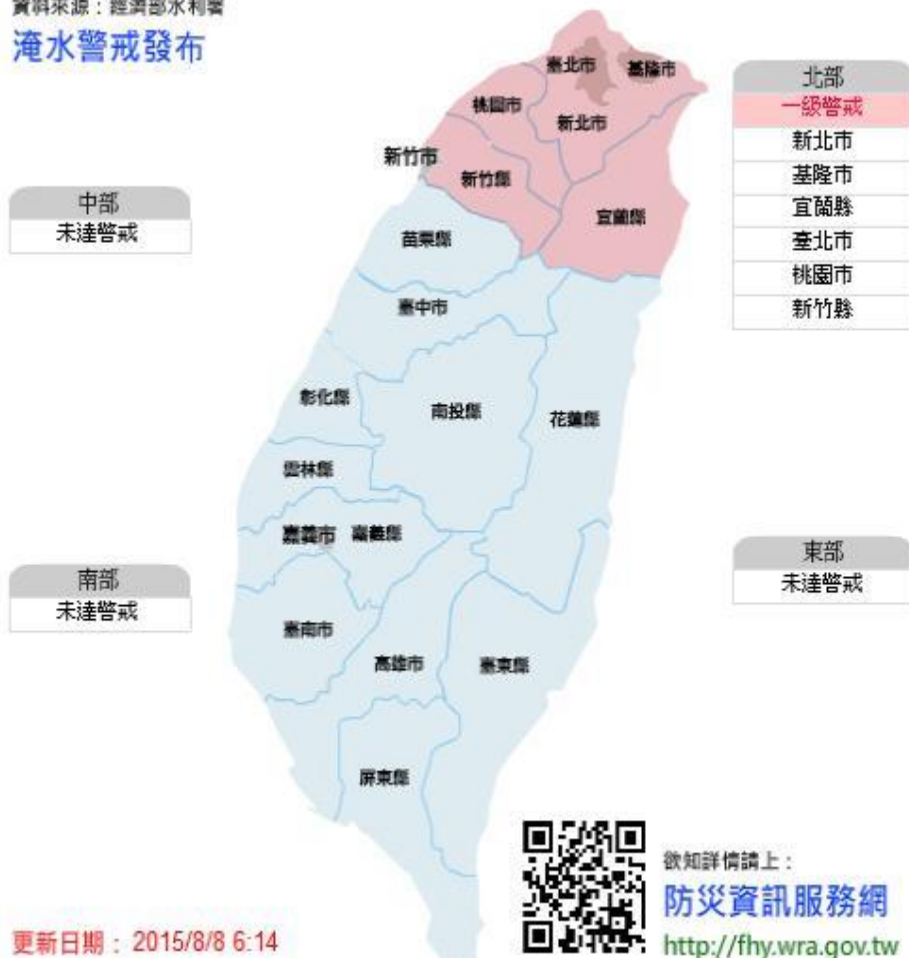 資料來源：經濟部水利署
淹水警戒發布
臺北市
基隆市
桃園市
新北市
新竹市
新竹縣
宜蘭縣
苗栗縣
臺中市
彰化縣
南投縣
花蓮縣
雲林縣
嘉義市
嘉義縣
臺南市
高雄市
臺東縣
屏東縣
北部
一級警戒
新北市
基隆市
宜蘭縣
臺北市
桃園市
新竹縣
中部
未達警戒
南部
未達警戒
東部
未達警戒
欲知詳情請上：
防災資訊服務網
http://fhy.wra.gov.tw
更新日期： 2015/8/8 6:14